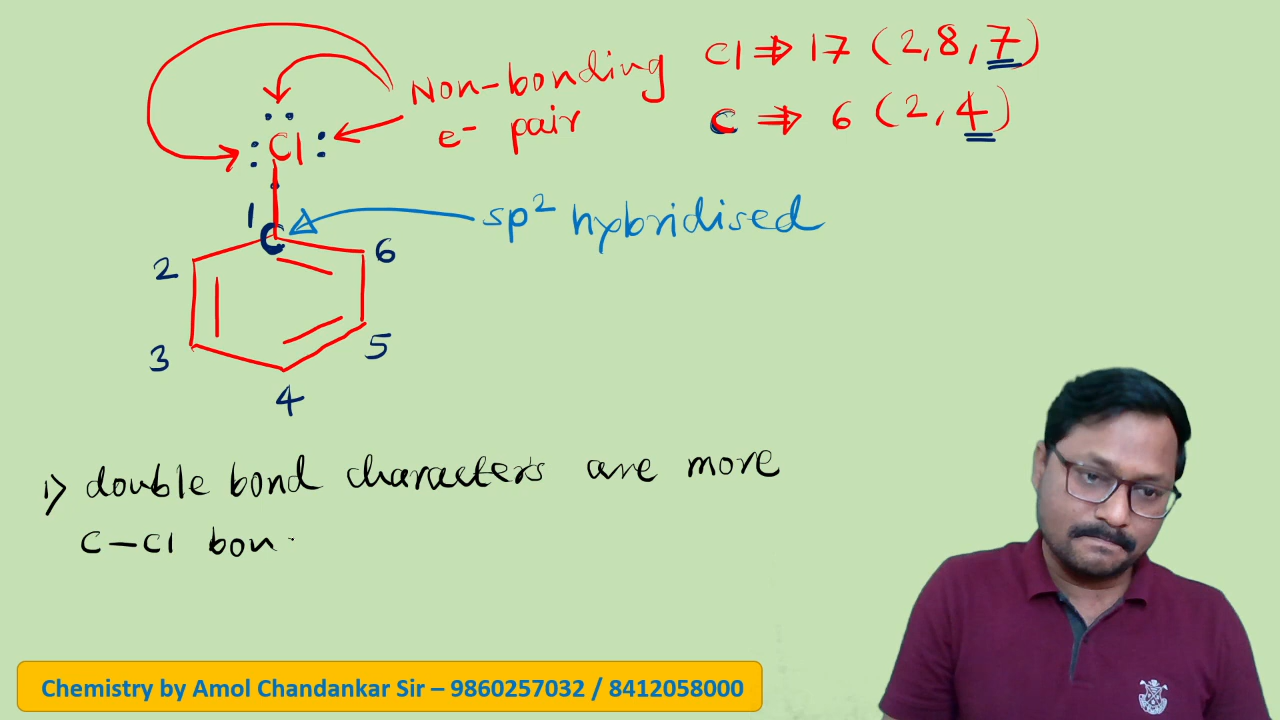 Cl ⇒ 17 (2,8,7)
Non-bonding
e- pair
C ⇒ 6 (2,4)
Cl
sp² hybridised
1
C
2
6
3
5
4
1) double bond characters are more
C-Cl bon
Chemistry by Amol Chandankar Sir – 9860257032 / 8412058000